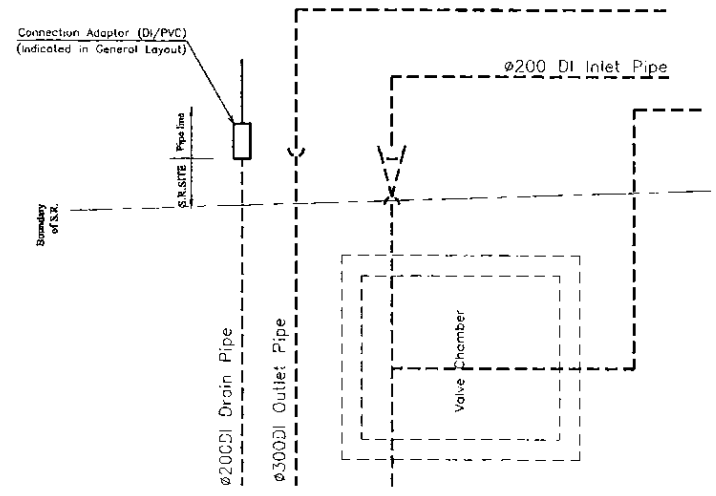 Connection Adaptor (DI/PVC)
(Indicated in General Layout)
ø200 DI Inlet Pipe
Pipe line
S.R.SITE
Boundary
of S.R.
ø200DI Drain Pipe
ø300DI Outlet Pipe
Valve Chamber